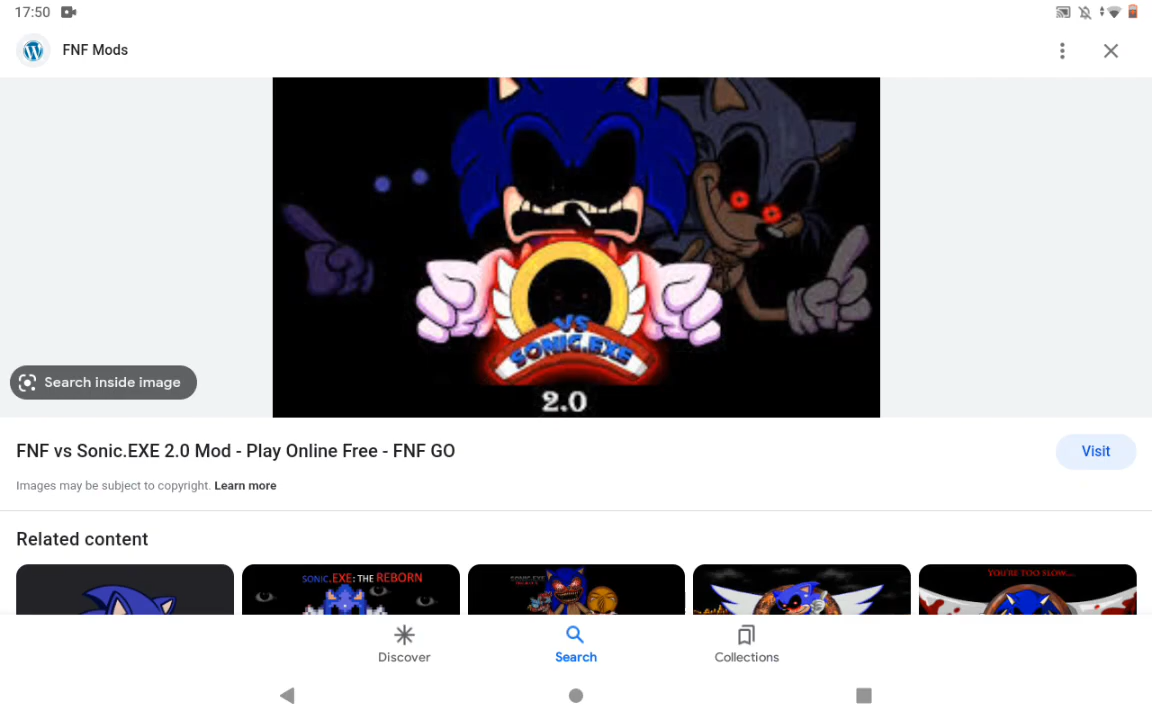 17:50
FNF Mods
VS
SONIC.EXE
2.0
Search inside image
FNF vs Sonic.EXE 2.0 Mod - Play Online Free - FNF GO
Visit
Images may be subject to copyright. Learn more
Related content
SONIC.EXE: THE REBORN
SONIC.EXE
YOU'RE TOO SLOW....
Discover
Search
Collections